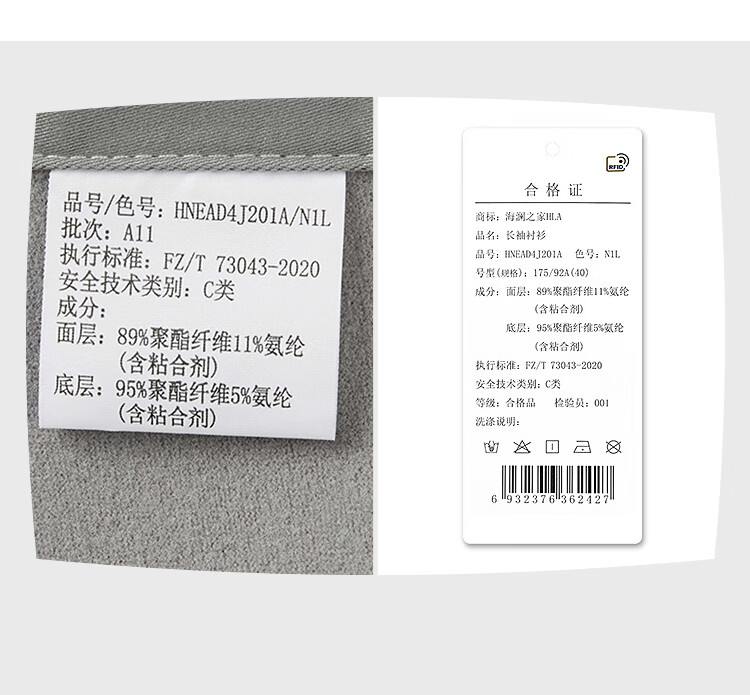 品号/色号: HNEAD4J201A/N1L
批次: A11
执行标准: FZ/T 73043-2020
安全技术类别: C类
成分:
面层: 89%聚酯纤维11%氨纶
(含粘合剂)
底层: 95%聚酯纤维5%氨纶
(含粘合剂)
RFID
合格证
商标: 海澜之家HLA
品名: 长袖衬衫
品号: HNEAD4J201A 色号: N1L
号型(规格): 175/92A(40)
成分: 面层: 89%聚酯纤维11%氨纶
(含粘合剂)
底层: 95%聚酯纤维5%氨纶
(含粘合剂)
执行标准: FZ/T 73043-2020
安全技术类别: C类
等级: 合格品 检验员: 001
洗涤说明:
6 932376 362427